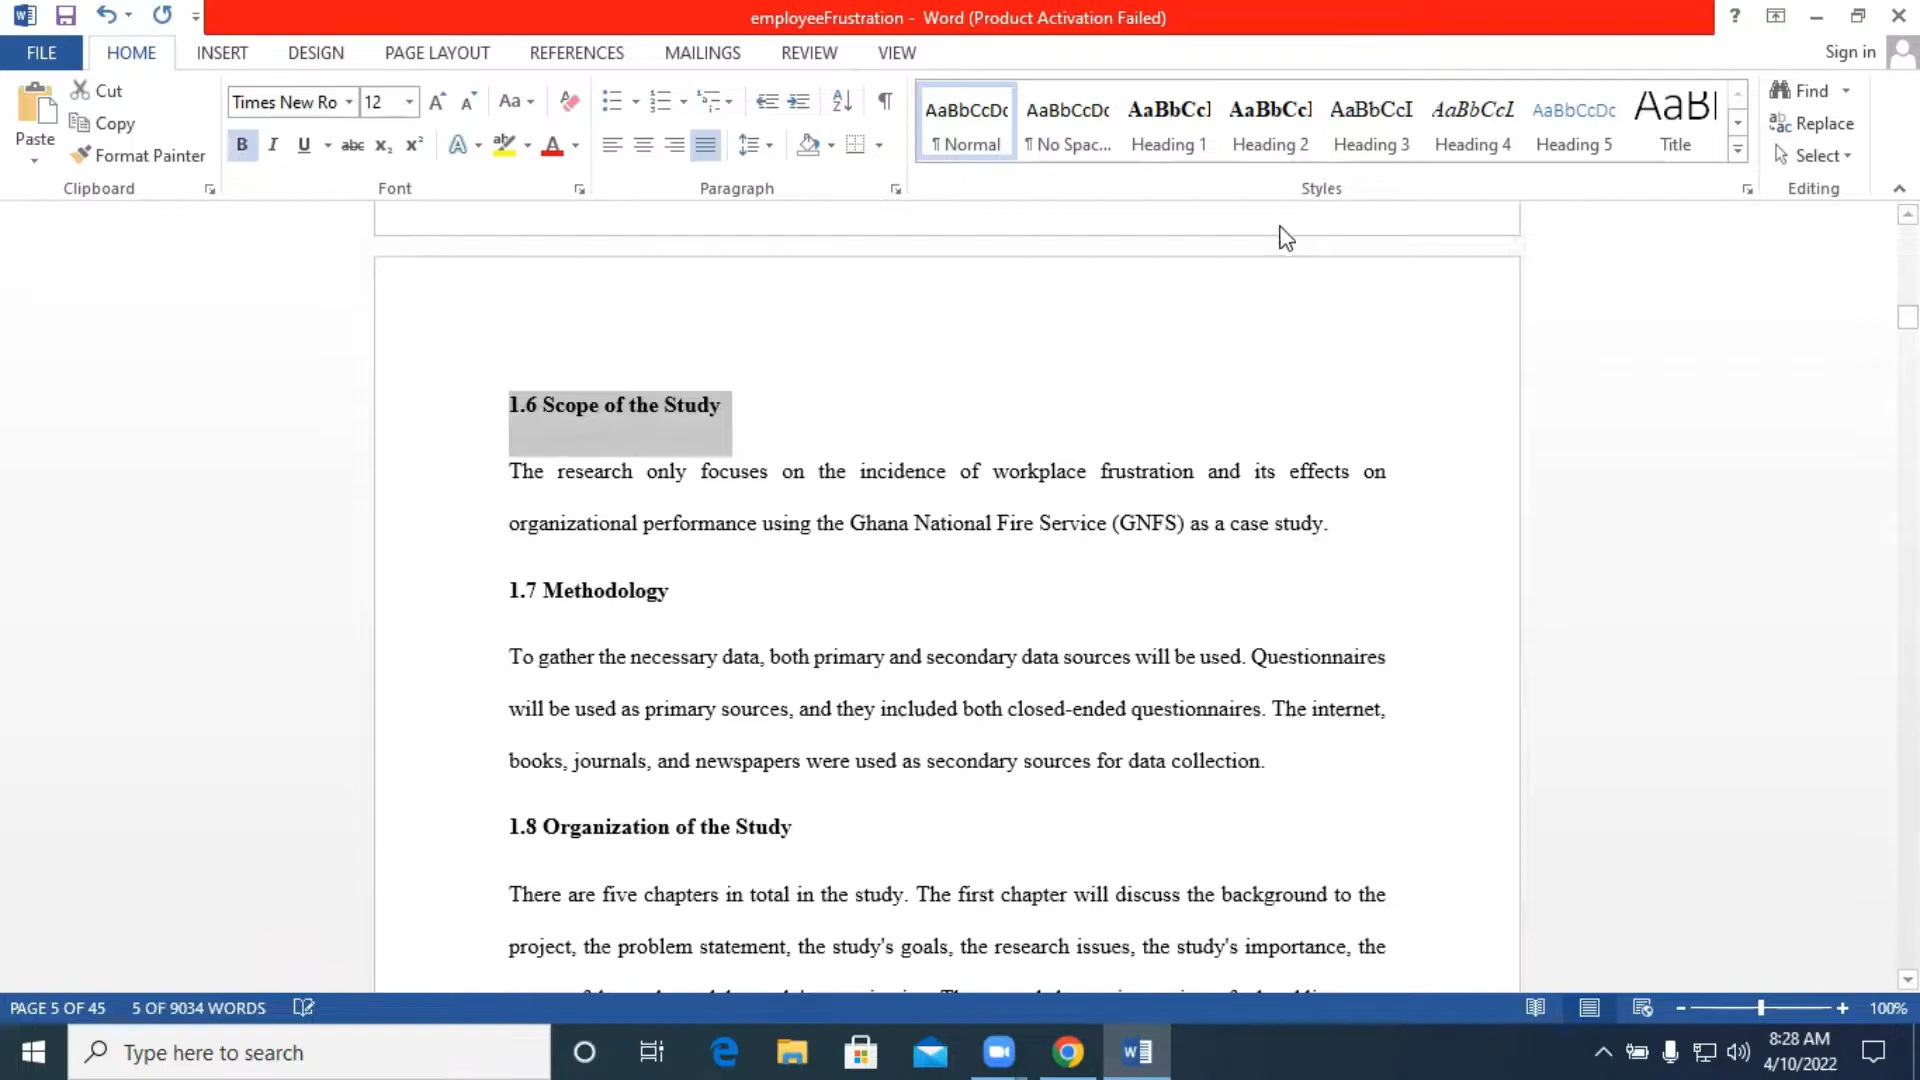 employeeFrustration - Word (Product Activation Failed)
?
FILE HOME INSERT DESIGN PAGE LAYOUT REFERENCES MAILINGS REVIEW VIEW Sign in
Paste
Cut
Copy
Format Painter
Clipboard
Times New Ro 12 Aa
B I U abc x₂ x² A ab A
Font
A Z ¶
Paragraph
AaBbCcDc AaBbCcDc AaBbCcI AaBbCcI AaBbCcI AaBbCcI AaBbCcDc AaBl
¶ Normal ¶ No Spac... Heading 1 Heading 2 Heading 3 Heading 4 Heading 5 Title
Styles
Find
Replace
Select
Editing
1.6 Scope of the Study
The research only focuses on the incidence of workplace frustration and its effects on
organizational performance using the Ghana National Fire Service (GNFS) as a case study.
1.7 Methodology
To gather the necessary data, both primary and secondary data sources will be used. Questionnaires
will be used as primary sources, and they included both closed-ended questionnaires. The internet,
books, journals, and newspapers were used as secondary sources for data collection.
1.8 Organization of the Study
There are five chapters in total in the study. The first chapter will discuss the background to the
project, the problem statement, the study's goals, the research issues, the study's importance, the
PAGE 5 OF 45 5 OF 9034 WORDS 100%
Type here to search
8:28 AM
4/10/2022